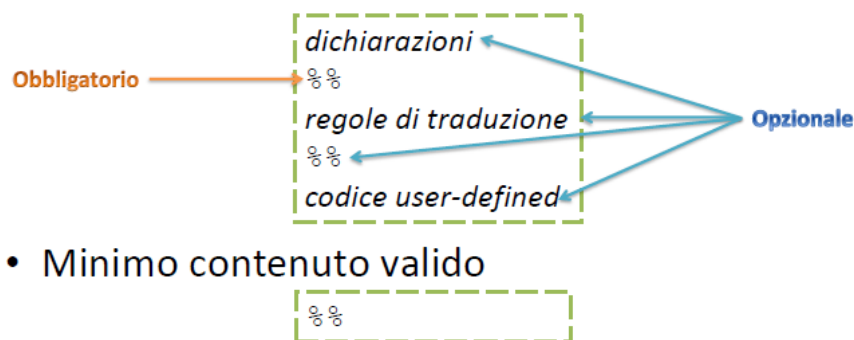 dichiarazioni
Obbligatorio
%%
regole di traduzione
Opzionale
%%
codice user-defined
• Minimo contenuto valido
%%